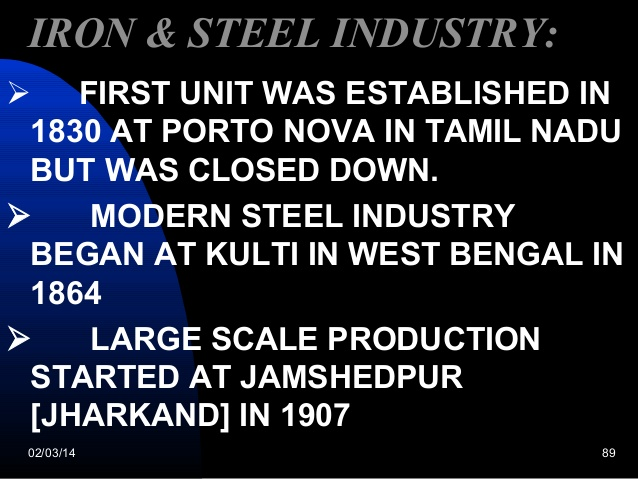 IRON & STEEL INDUSTRY:
➢ FIRST UNIT WAS ESTABLISHED IN
1830 AT PORTO NOVA IN TAMIL NADU
BUT WAS CLOSED DOWN.
➢ MODERN STEEL INDUSTRY
BEGAN AT KULTI IN WEST BENGAL IN
1864
➢ LARGE SCALE PRODUCTION
STARTED AT JAMSHEDPUR
[JHARKAND] IN 1907
02/03/14 89